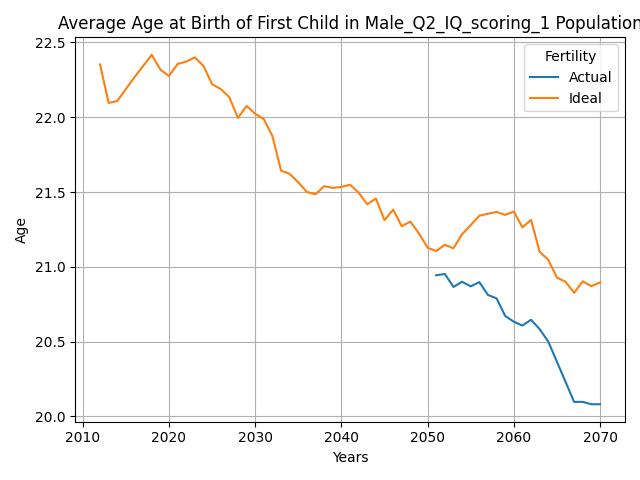 Average Age at Birth of First Child in Male_Q2_IQ_scoring_1 Population
22.5
22.0
21.5
21.0
20.5
20.0
Age
Fertility
Actual
Ideal
2010 2020 2030 2040 2050 2060 2070
Years